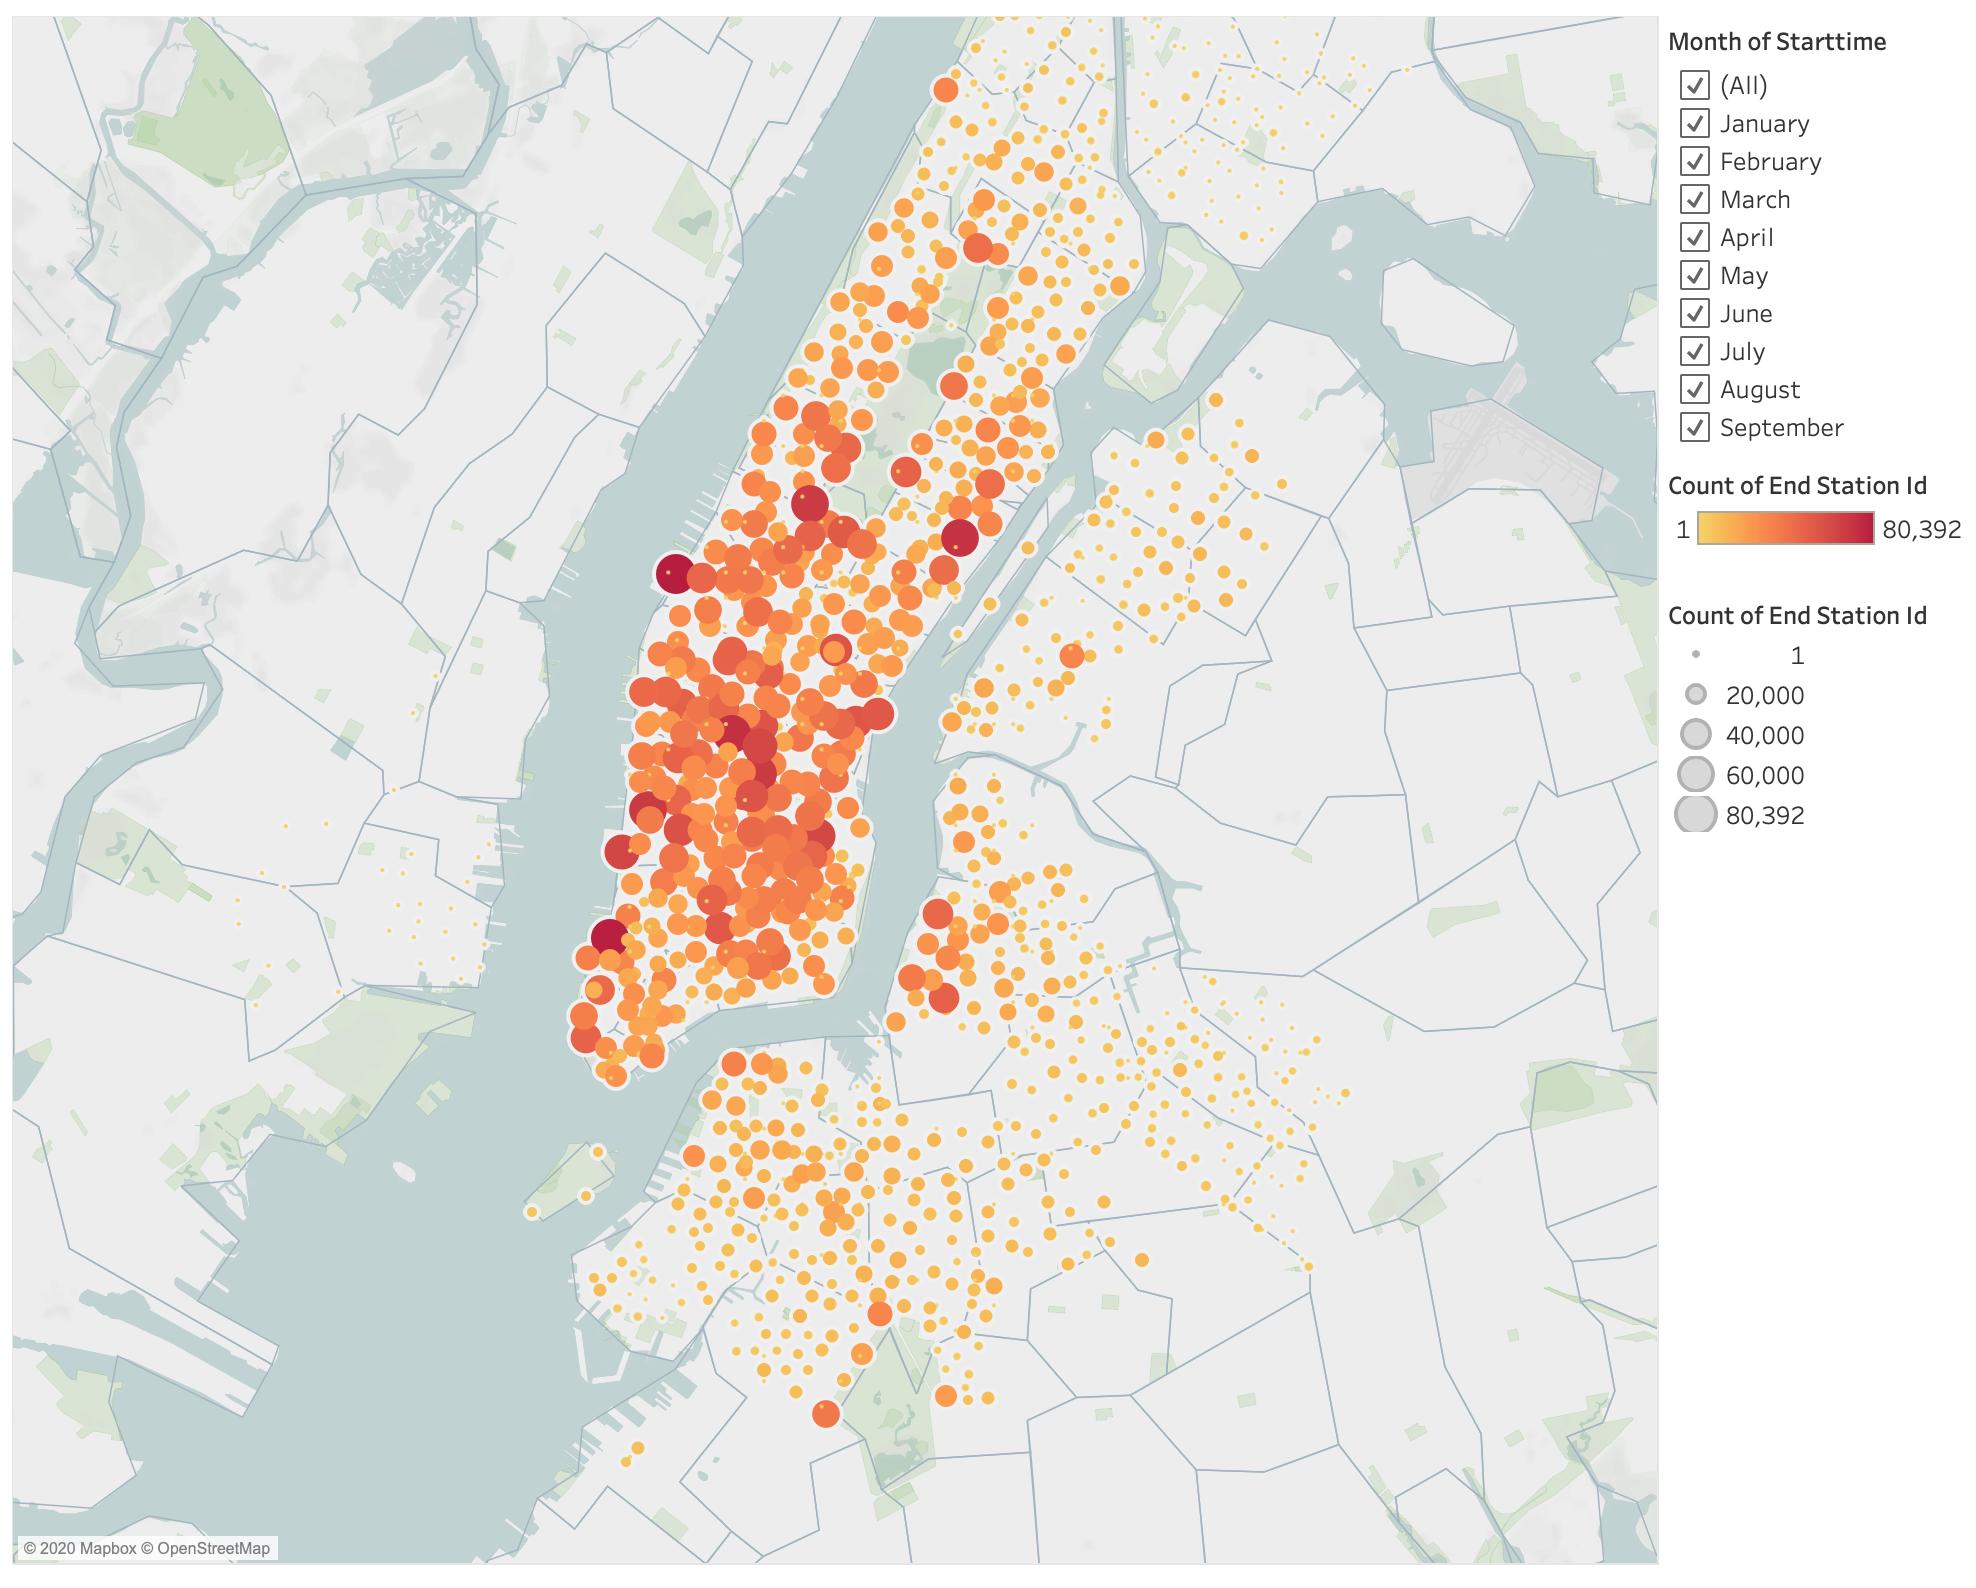 Month of Starttime
(All)
January
February
March
April
May
June
July
August
September
Count of End Station Id
1 80,392
Count of End Station Id
1
20,000
40,000
60,000
80,392
© 2020 Mapbox © OpenStreetMap